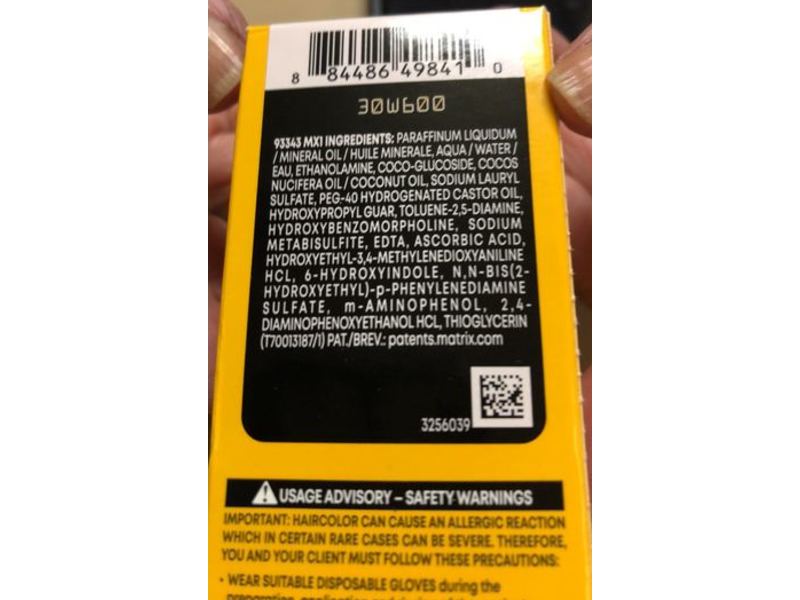 8 84486 49841 0
30W600
93343 MX1 INGREDIENTS: PARAFFINUM LIQUIDUM
/ MINERAL OIL / HUILE MINERALE, AQUA / WATER /
EAU, ETHANOLAMINE, COCO-GLUCOSIDE, COCOS
NUCIFERA OIL / COCONUT OIL, SODIUM LAURYL
SULFATE, PEG-40 HYDROGENATED CASTOR OIL,
HYDROXYPROPYL GUAR, TOLUENE-2,5-DIAMINE,
HYDROXYBENZOMORPHOLINE, SODIUM
METABISULFITE, EDTA, ASCORBIC ACID,
HYDROXYETHYL-3,4-METHYLENEDIOXYANILINE
HCL, 6-HYDROXYINDOLE, N,N-BIS(2-
HYDROXYETHYL)-p-PHENYLENEDIAMINE
SULFATE, m-AMINOPHENOL, 2,4-
DIAMINOPHENOXYETHANOL HCL, THIOGLYCERIN
(T70013187/1) PAT./BREV.: patents.matrix.com
3256039
USAGE ADVISORY – SAFETY WARNINGS
IMPORTANT: HAIRCOLOR CAN CAUSE AN ALLERGIC REACTION
WHICH IN CERTAIN RARE CASES CAN BE SEVERE. THEREFORE,
YOU AND YOUR CLIENT MUST FOLLOW THESE PRECAUTIONS:
• WEAR SUITABLE DISPOSABLE GLOVES during the